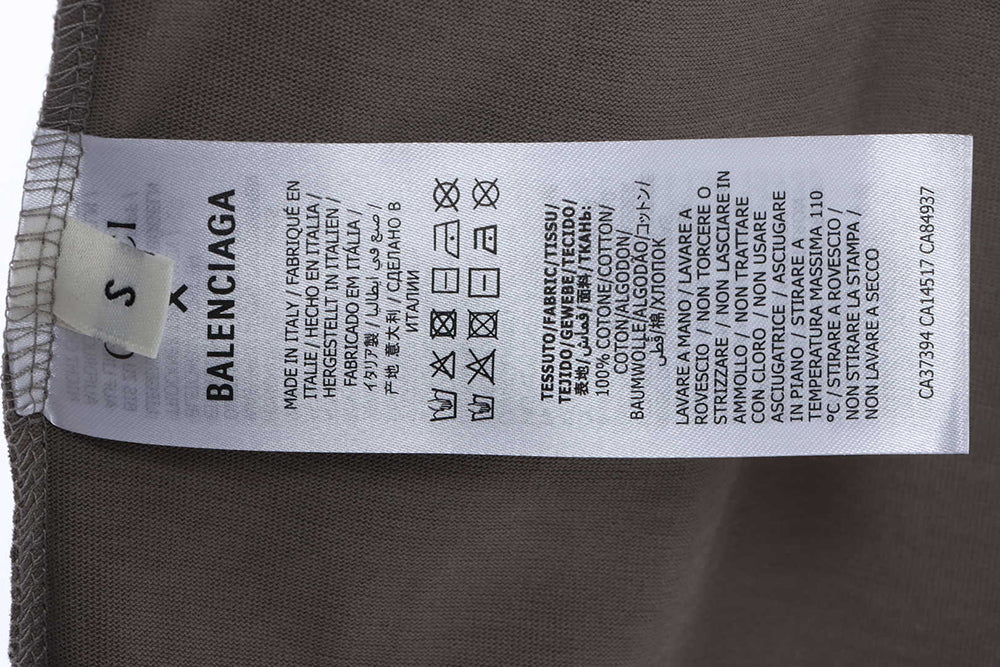 S
X
BALENCIAGA
MADE IN ITALY / FABRIQUÉ EN
ITALIE / HECHO EN ITALIA /
HERGESTELLT IN ITALIEN /
FABRICADO EM ITÁLIA /
イタリア製 / صنع في ايطاليا /
产地 意大利 / СДЕЛАНО В
ИТАЛИИ
TESSUTO/FABRIC/TISSU/
TEJIDO/GEWEBE/TECIDO/
表地/قماش/面料/ТКАНЬ:
100% COTONE/COTTON/
COTON/ALGODON/
BAUMWOLLE/ALGODÃO/コットン/
قطن/棉/ХЛОПОК
LAVARE A MANO / LAVARE A
ROVESCIO / NON TORCERE O
STRIZZARE / NON LASCIARE IN
AMMOLLO / NON TRATTARE
CON CLORO / NON USARE
ASCIUGATRICE / ASCIUGARE
IN PIANO / STIRARE A
TEMPERATURA MASSIMA 110
°C / STIRARE A ROVESCIO /
NON STIRARE LA STAMPA /
NON LAVARE A SECCO
CA37394 CA14517 CA84937